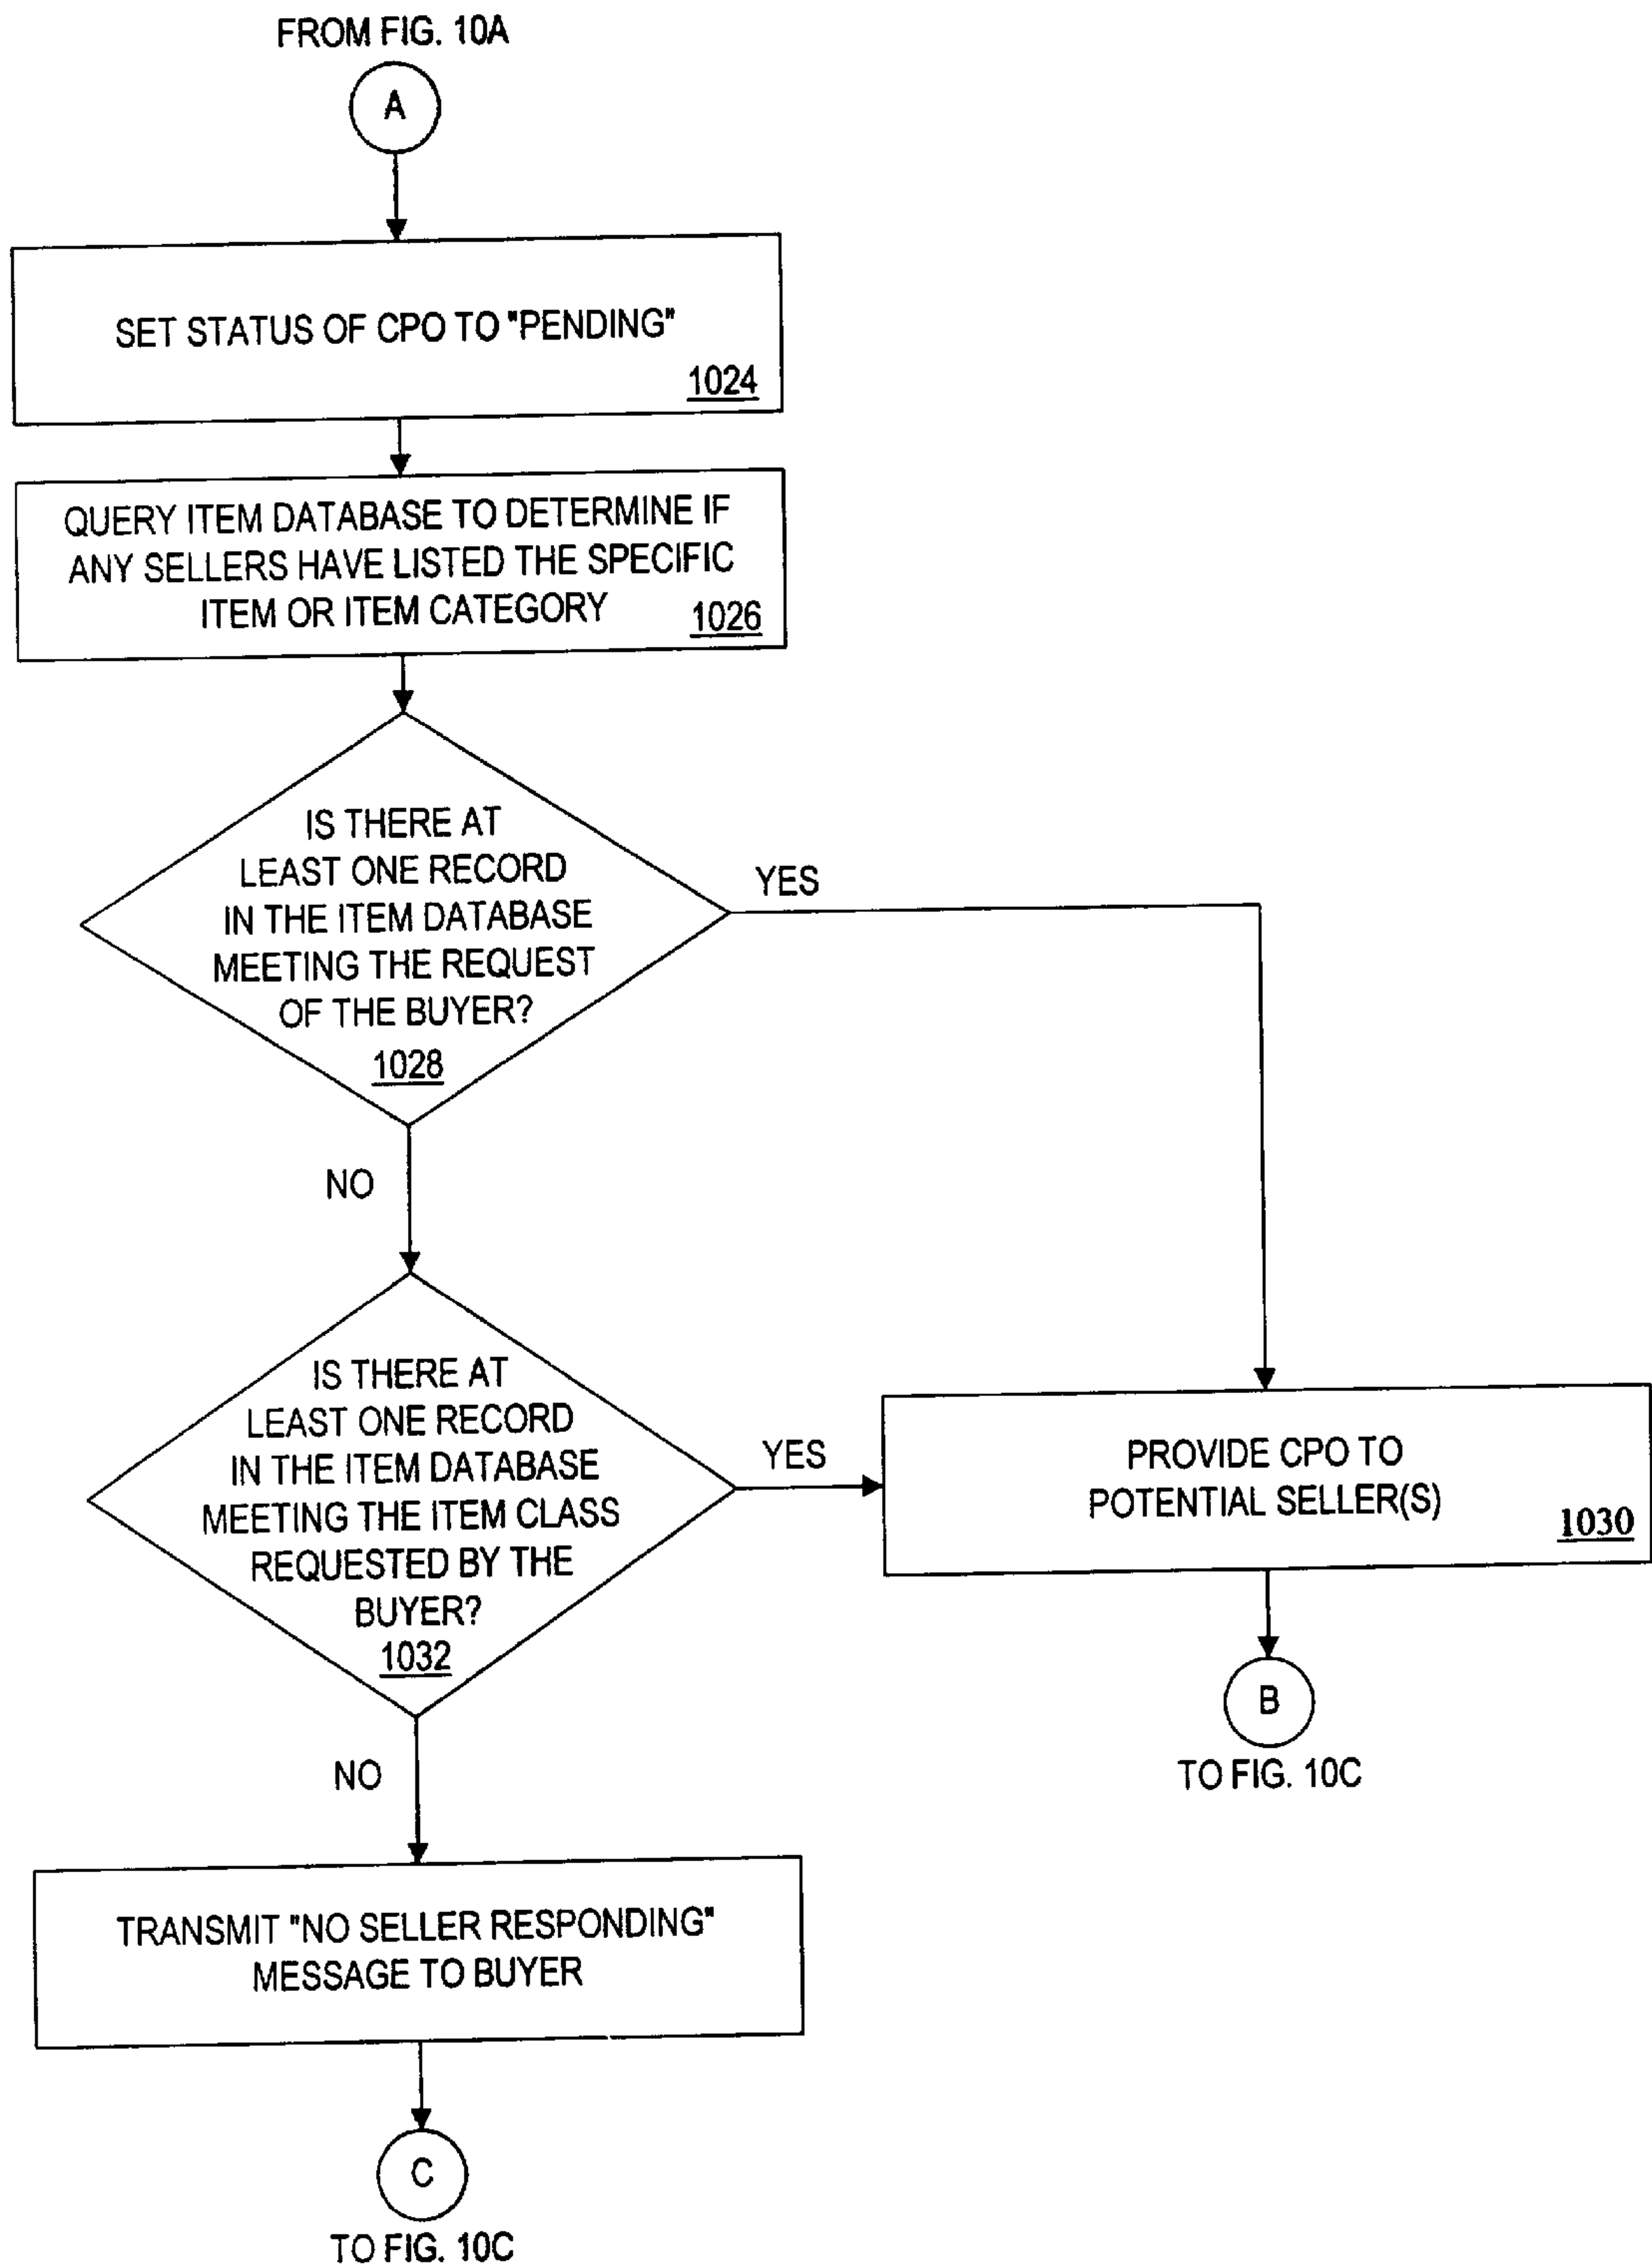 FROM FIG. 10A
A
SET STATUS OF CPO TO "PENDING"
1024
QUERY ITEM DATABASE TO DETERMINE IF
ANY SELLERS HAVE LISTED THE SPECIFIC
ITEM OR ITEM CATEGORY
1026
IS THERE AT
LEAST ONE RECORD
IN THE ITEM DATABASE
MEETING THE REQUEST
OF THE BUYER?
1028
YES
NO
IS THERE AT
LEAST ONE RECORD
IN THE ITEM DATABASE
MEETING THE ITEM CLASS
REQUESTED BY THE
BUYER?
1032
YES
PROVIDE CPO TO
POTENTIAL SELLER(S)
1030
B
TO FIG. 10C
NO
TRANSMIT "NO SELLER RESPONDING"
MESSAGE TO BUYER
C
TO FIG. 10C